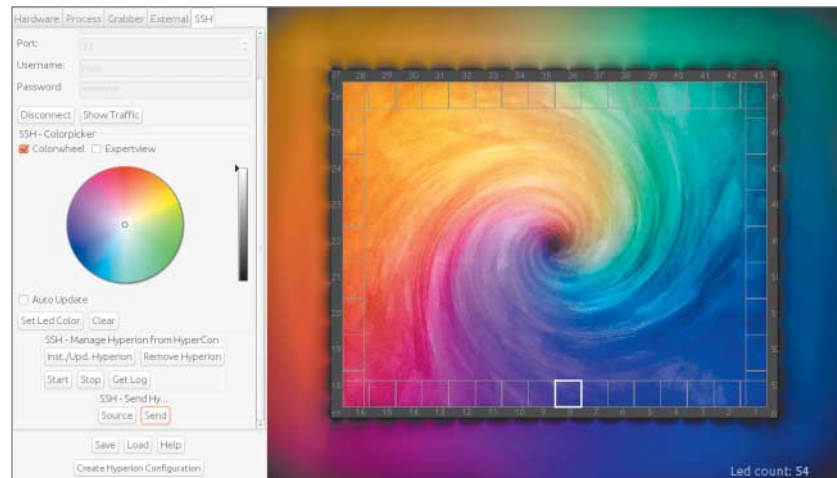 Hardware Process Grabber External SSH
Port: 22
Username:
Password:
Disconnect Show Traffic
SSH - Colorpicker
Colorwheel Expertview
Auto Update
Set Led Color Clear
SSH - Manage Hyperion from HyperCon
Inst./Upd. Hyperion Remove Hyperion
Start Stop Get Log
SSH - Send Hy...
Source Send
Save Load Help
Create Hyperion Configuration
27 28 29 30 31 32 33 34 35 36 37 38 39 40 41 42 43
26
25
24
23
22
21
20
19
18
17 16 15 14 13 12 11 10 9 8 7 6 5 4 3 2 1
Led count: 54